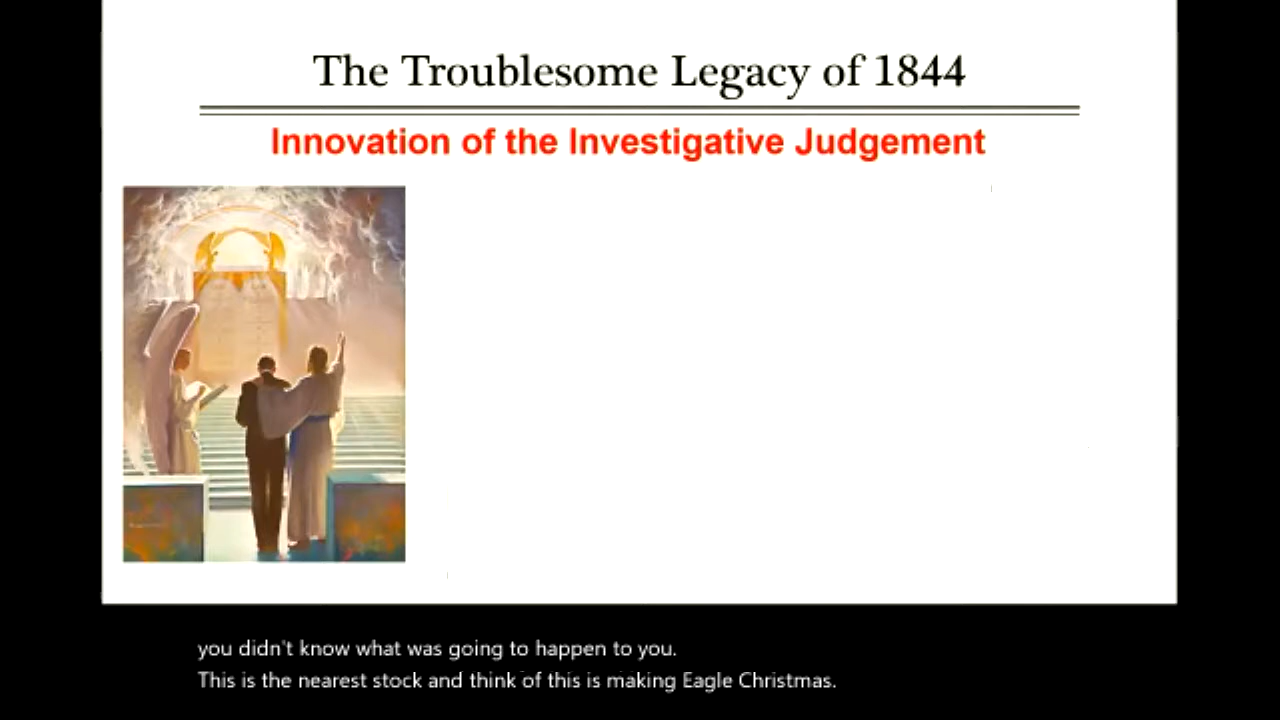 The Troublesome Legacy of 1844
Innovation of the Investigative Judgement
you didn't know what was going to happen to you.
This is the nearest stock and think of this is making Eagle Christmas.